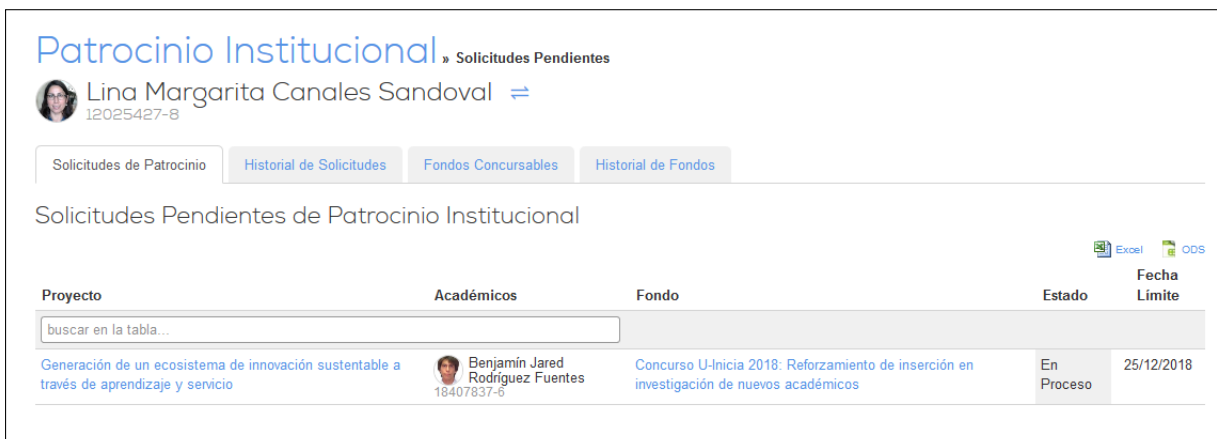 Patrocinio Institucional » Solicitudes Pendientes
Lina Margarita Canales Sandoval
12025427-8
Solicitudes de Patrocinio Historial de Solicitudes Fondos Concursables Historial de Fondos
Solicitudes Pendientes de Patrocinio Institucional
Excel ODS
Proyecto Académicos Fondo Estado Fecha Límite
buscar en la tabla...
Generación de un ecosistema de innovación sustentable a
través de aprendizaje y servicio
Benjamín Jared
Rodríguez Fuentes
18407837-6
Concurso U-Inicia 2018: Reforzamiento de inserción en
investigación de nuevos académicos
En
Proceso
25/12/2018